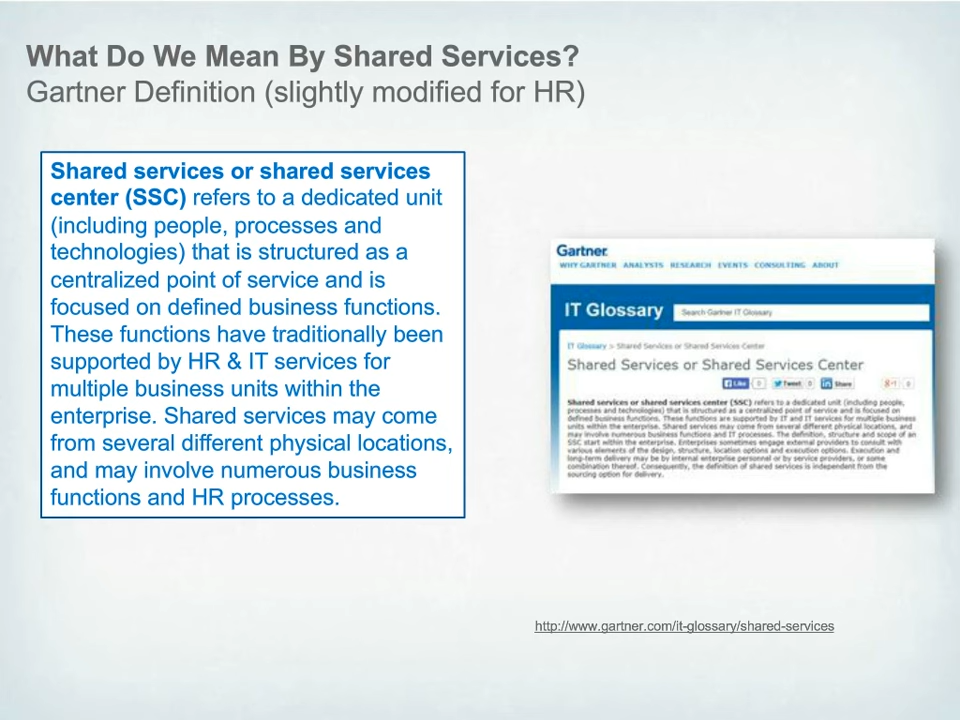 What Do We Mean By Shared Services?
Gartner Definition (slightly modified for HR)
Shared services or shared services
center (SSC) refers to a dedicated unit
(including people, processes and
technologies) that is structured as a
centralized point of service and is
focused on defined business functions.
These functions have traditionally been
supported by HR & IT services for
multiple business units within the
enterprise. Shared services may come
from several different physical locations,
and may involve numerous business
functions and HR processes.
Gartner
WHY GARTNER ANALYSTS RESEARCH EVENTS CONSULTING ABOUT
IT Glossary Search Gartner IT Glossary
IT Glossary > Shared Services or Shared Services Center
Shared Services or Shared Services Center
Like 0 Tweet 0 in Share g+1 0
Shared services or shared services center (SSC) refers to a dedicated unit (including people,
processes and technologies) that is structured as a centralized point of service and is focused on
defined business functions. These functions are supported by IT and IT services for multiple business
units within the enterprise. Shared services may come from several different physical locations, and
may involve numerous business functions and IT processes. The definition, structure and scope of an
SSC start within the enterprise. Enterprises sometimes engage external providers to consult with
various elements of the design, structure, location options and execution options. Execution and
long-term delivery may be by internal enterprise personnel or by service providers, or some
combination thereof. Consequently, the definition of shared services is independent from the
sourcing option for delivery.
http://www.gartner.com/it-glossary/shared-services